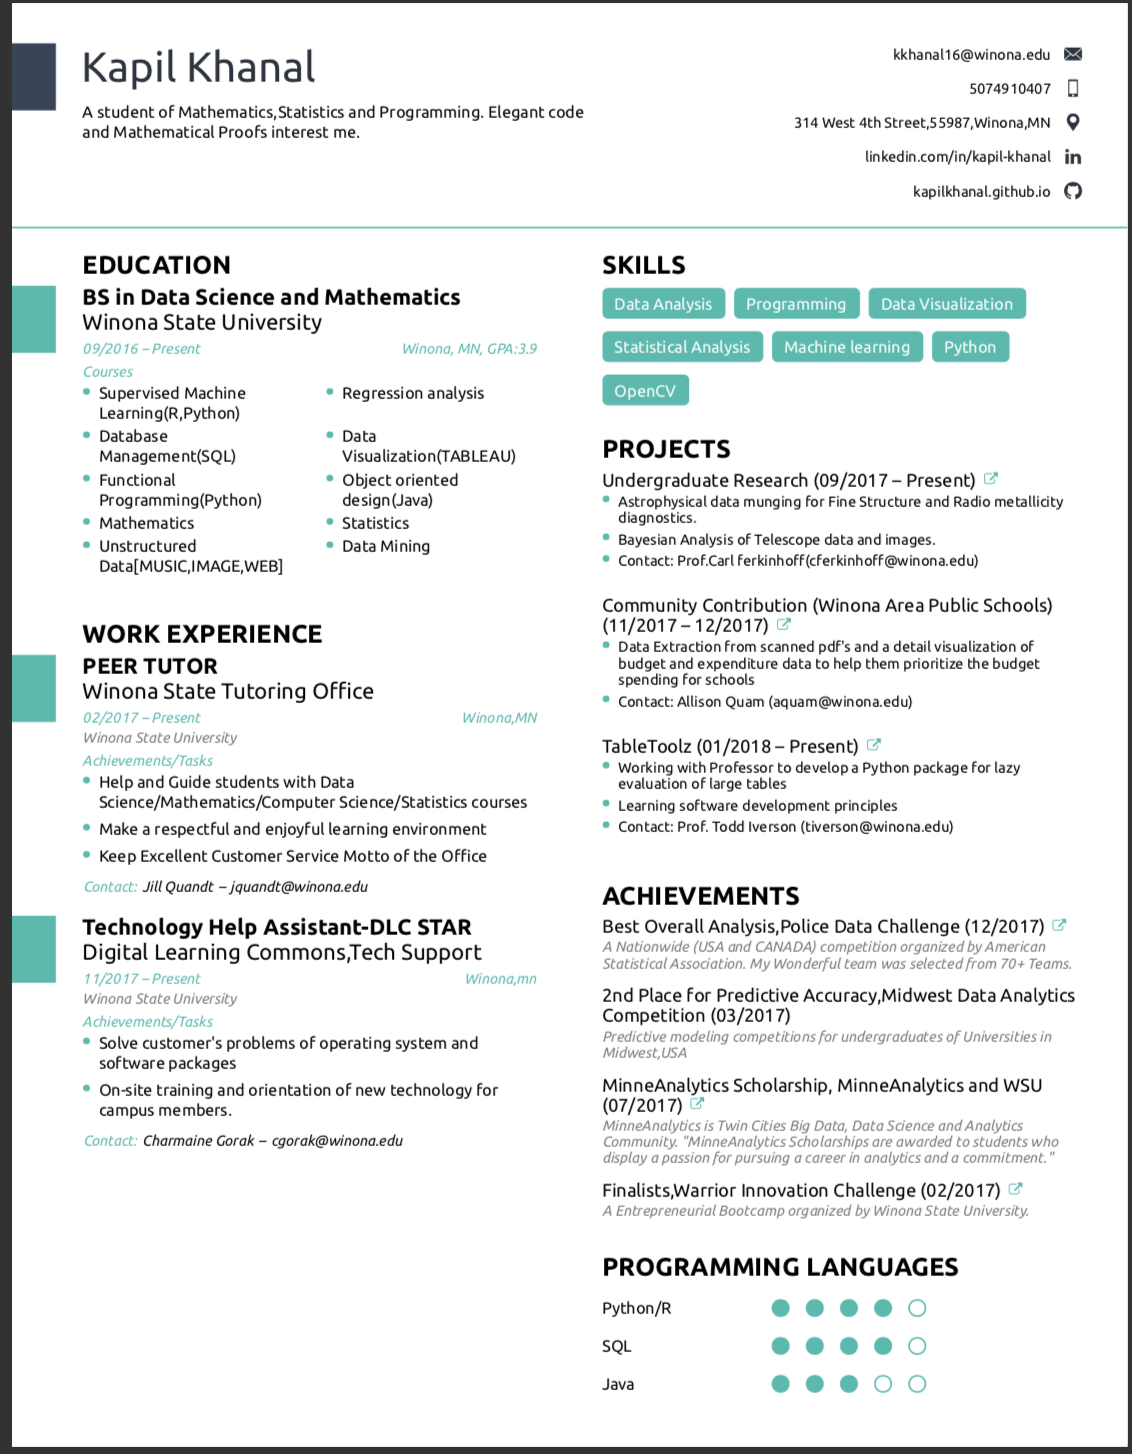 Kapil Khanal
A student of Mathematics,Statistics and Programming. Elegant code
and Mathematical Proofs interest me.
kkhanal16@winona.edu
5074910407
314 West 4th Street,55987,Winona,MN
linkedin.com/in/kapil-khanal
kapilkhanal.github.io
EDUCATION
BS in Data Science and Mathematics
Winona State University
09/2016 – Present
Winona, MN, GPA:3.9
Courses
Supervised Machine
Learning(R,Python)
Regression analysis
Database
Management(SQL)
Data
Visualization(TABLEAU)
Functional
Programming(Python)
Object oriented
design(Java)
Mathematics
Statistics
Unstructured
Data[MUSIC,IMAGE,WEB]
Data Mining
WORK EXPERIENCE
PEER TUTOR
Winona State Tutoring Office
02/2017 – Present
Winona,MN
Winona State University
Achievements/Tasks
Help and Guide students with Data
Science/Mathematics/Computer Science/Statistics courses
Make a respectful and enjoyful learning environment
Keep Excellent Customer Service Motto of the Office
Contact: Jill Quandt – jquandt@winona.edu
Technology Help Assistant-DLC STAR
Digital Learning Commons,Tech Support
11/2017 – Present
Winona,mn
Winona State University
Achievements/Tasks
Solve customer's problems of operating system and
software packages
On-site training and orientation of new technology for
campus members.
Contact: Charmaine Gorak – cgorak@winona.edu
SKILLS
Data Analysis
Programming
Data Visualization
Statistical Analysis
Machine learning
Python
OpenCV
PROJECTS
Undergraduate Research (09/2017 – Present)
Astrophysical data munging for Fine Structure and Radio metallicity
diagnostics.
Bayesian Analysis of Telescope data and images.
Contact: Prof.Carl ferkinhoff(cferkinhoff@winona.edu)
Community Contribution (Winona Area Public Schools)
(11/2017 – 12/2017)
Data Extraction from scanned pdf's and a detail visualization of
budget and expenditure data to help them prioritize the budget
spending for schools
Contact: Allison Quam (aquam@winona.edu)
TableToolz (01/2018 – Present)
Working with Professor to develop a Python package for lazy
evaluation of large tables
Learning software development principles
Contact: Prof. Todd Iverson (tiverson@winona.edu)
ACHIEVEMENTS
Best Overall Analysis,Police Data Challenge (12/2017)
A Nationwide (USA and CANADA) competition organized by American
Statistical Association. My Wonderful team was selected from 70+ Teams.
2nd Place for Predictive Accuracy,Midwest Data Analytics
Competition (03/2017)
Predictive modeling competitions for undergraduates of Universities in
Midwest,USA
MinneAnalytics Scholarship, MinneAnalytics and WSU
(07/2017)
MinneAnalytics is Twin Cities Big Data, Data Science and Analytics
Community. "MinneAnalytics Scholarships are awarded to students who
display a passion for pursuing a career in analytics and a commitment."
Finalists,Warrior Innovation Challenge (02/2017)
A Entrepreneurial Bootcamp organized by Winona State University.
PROGRAMMING LANGUAGES
Python/R
SQL
Java